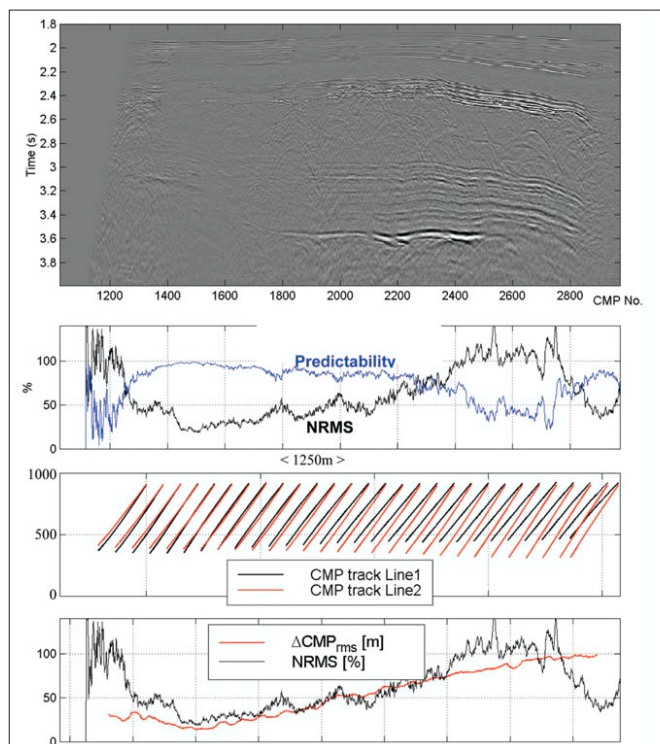 1.8
2
2.2
2.4
2.6
2.8
3
3.2
3.4
3.6
3.8
Time (s)
1200 1400 1600 1800 2000 2200 2400 2600 2800 CMP No.
100
50
0
%
Predictability
NRMS
< 1250m >
1000
500
0
CMP track Line1
CMP track Line2
100
50
0
ΔCMPrms [m]
NRMS [%]